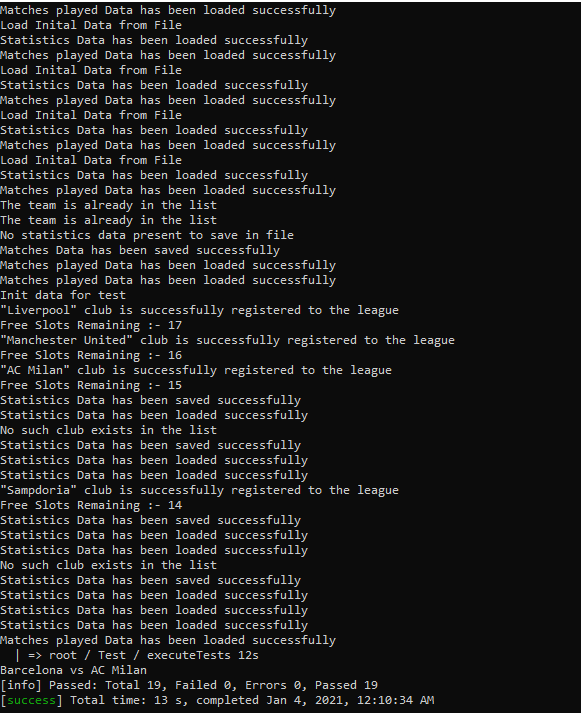 Matches played Data has been loaded successfully
Load Inital Data from File
Statistics Data has been loaded successfully
Matches played Data has been loaded successfully
Load Inital Data from File
Statistics Data has been loaded successfully
Matches played Data has been loaded successfully
Load Inital Data from File
Statistics Data has been loaded successfully
Matches played Data has been loaded successfully
Load Inital Data from File
Statistics Data has been loaded successfully
Matches played Data has been loaded successfully
The team is already in the list
The team is already in the list
No statistics data present to save in file
Matches Data has been saved successfully
Matches played Data has been loaded successfully
Matches played Data has been loaded successfully
Init data for test
"Liverpool" club is successfully registered to the league
Free Slots Remaining :- 17
"Manchester United" club is successfully registered to the league
Free Slots Remaining :- 16
"AC Milan" club is successfully registered to the league
Free Slots Remaining :- 15
Statistics Data has been saved successfully
Statistics Data has been loaded successfully
No such club exists in the list
Statistics Data has been saved successfully
Statistics Data has been loaded successfully
Statistics Data has been loaded successfully
"Sampdoria" club is successfully registered to the league
Free Slots Remaining :- 14
Statistics Data has been saved successfully
Statistics Data has been loaded successfully
Statistics Data has been loaded successfully
No such club exists in the list
Statistics Data has been saved successfully
Statistics Data has been loaded successfully
Statistics Data has been loaded successfully
Statistics Data has been loaded successfully
Matches played Data has been loaded successfully
| => root / Test / executeTests 12s
Barcelona vs AC Milan
[info] Passed: Total 19, Failed 0, Errors 0, Passed 19
[success] Total time: 13 s, completed Jan 4, 2021, 12:10:34 AM